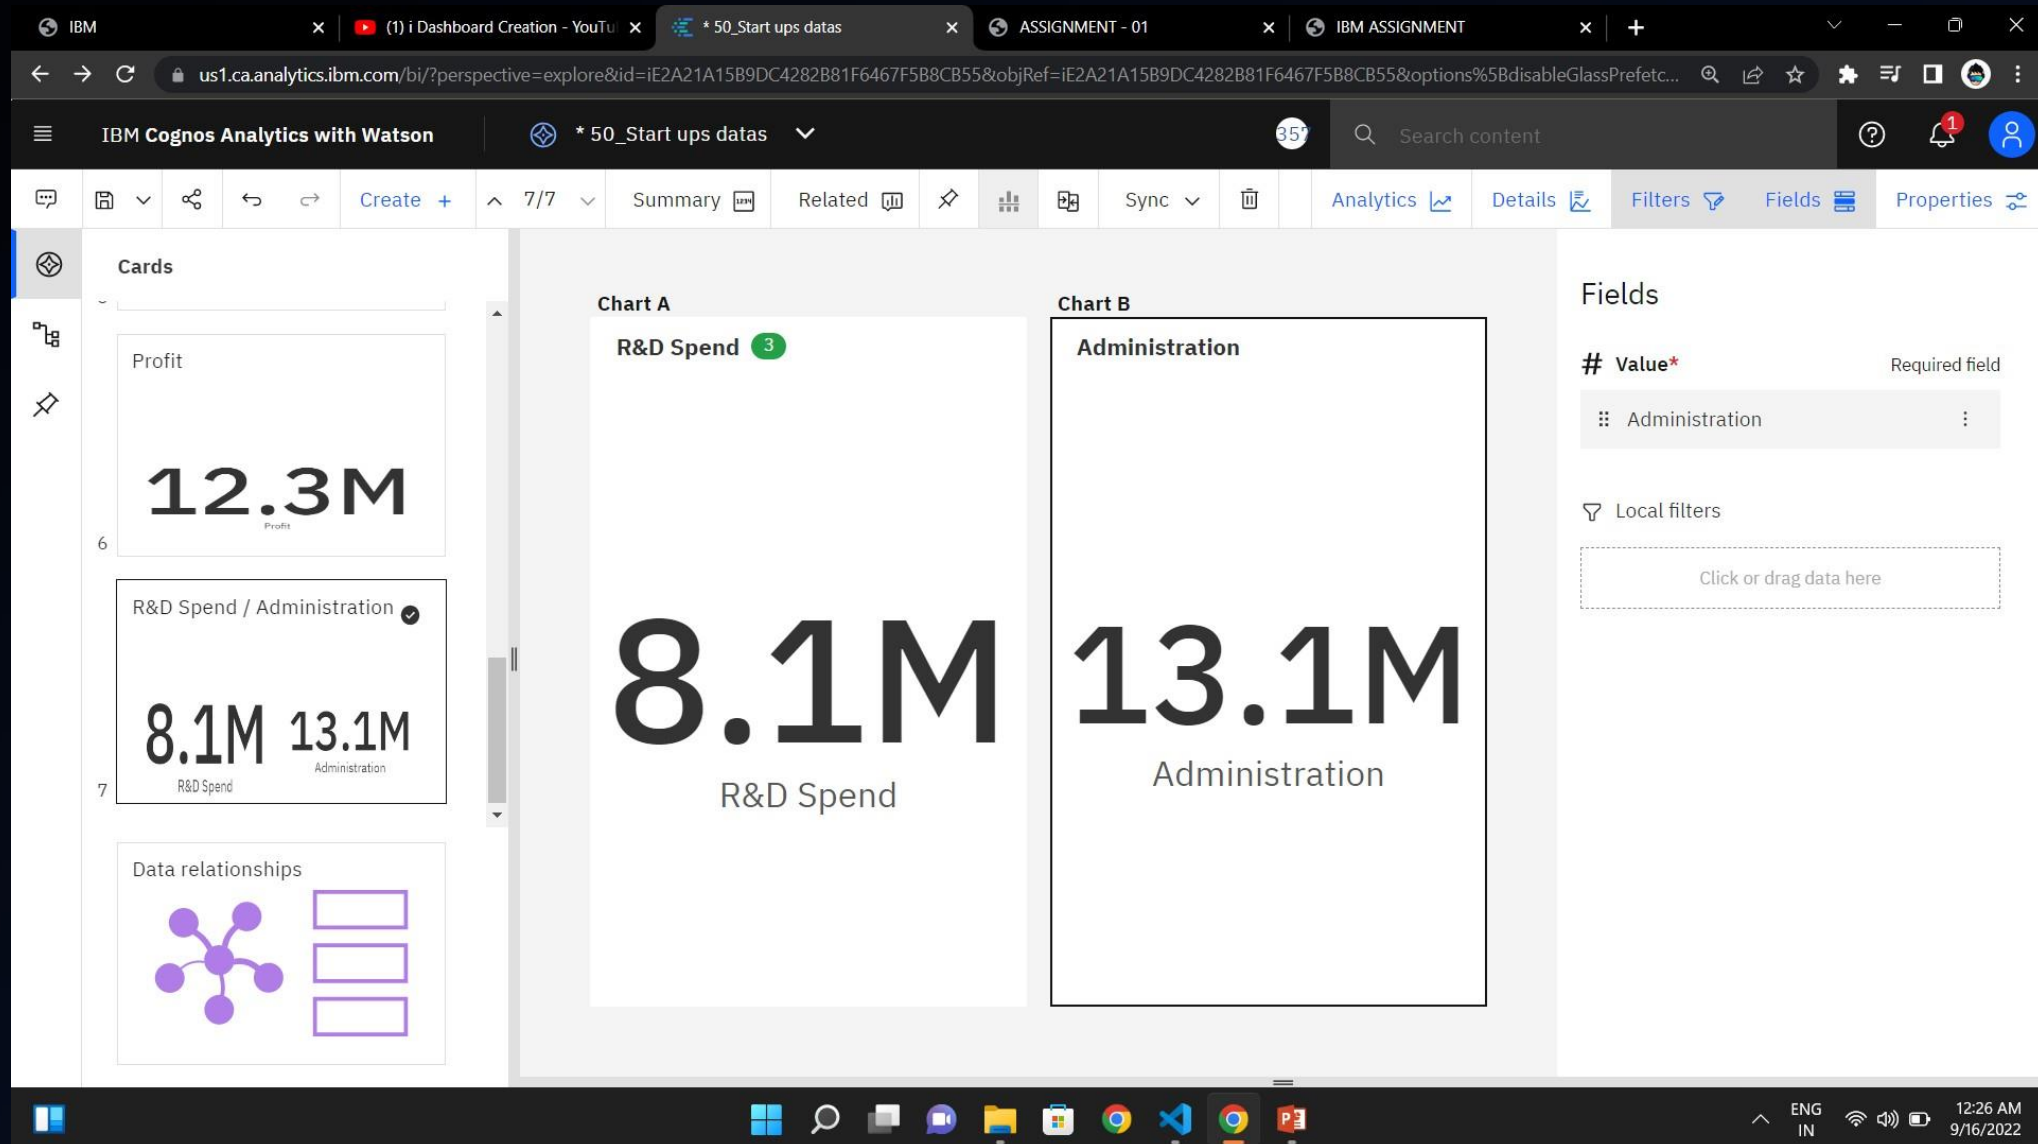 IBM
(1) i Dashboard Creation - YouTu
* 50_Start ups datas
ASSIGNMENT - 01
IBM ASSIGNMENT
us1.ca.analytics.ibm.com/bi/?perspective=explore&id=iE2A21A15B9DC4282B81F6467F5B8CB55&objRef=iE2A21A15B9DC4282B81F6467F5B8CB55&options%5BdisableGlassPrefetc...
IBM Cognos Analytics with Watson
* 50_Start ups datas
357
Search content
1
Create +
7/7
Summary
Related
Sync
Analytics
Details
Filters
Fields
Properties
Cards
Profit
12.3M
Profit
6
R&D Spend / Administration
8.1M 13.1M
R&D Spend
Administration
7
Data relationships
Chart A
R&D Spend 3
8.1M
R&D Spend
Chart B
Administration
13.1M
Administration
Fields
# Value* Required field
Administration
Local filters
Click or drag data here
ENG
IN
12:26 AM
9/16/2022